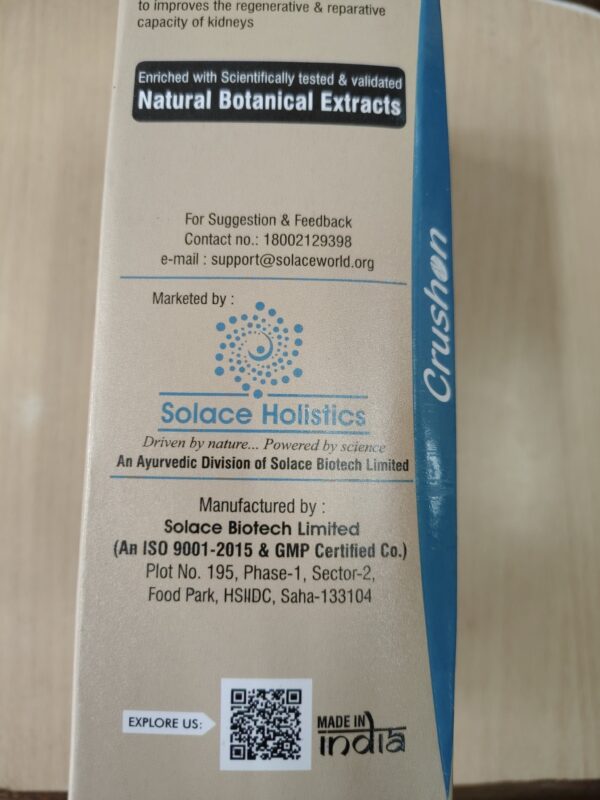 to improves the regenerative & reparative
capacity of kidneys
Enriched with Scientifically tested & validated
Natural Botanical Extracts
For Suggestion & Feedback
Contact no.: 18002129398
e-mail : support@solaceworld.org
Marketed by :
Solace Holistics
Driven by nature... Powered by science
An Ayurvedic Division of Solace Biotech Limited
Manufactured by :
Solace Biotech Limited
(An ISO 9001-2015 & GMP Certified Co.)
Plot No. 195, Phase-1, Sector-2,
Food Park, HSIIDC, Saha-133104
EXPLORE US:
MADE IN
india
Crushon